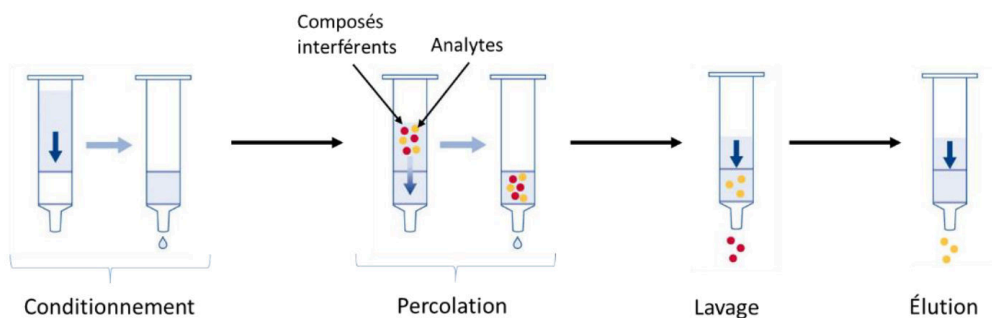 Composés
interférents
Analytes
Conditionnement
Percolation
Lavage
Élution